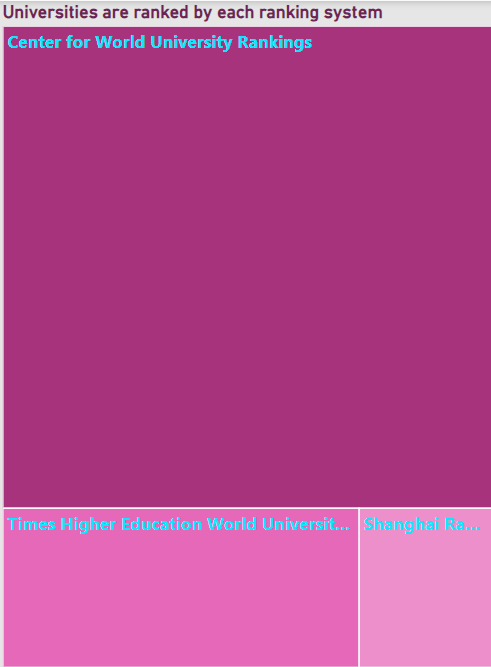 Universities are ranked by each ranking system
Center for World University Rankings
Times Higher Education World Universit...
Shanghai Ra...